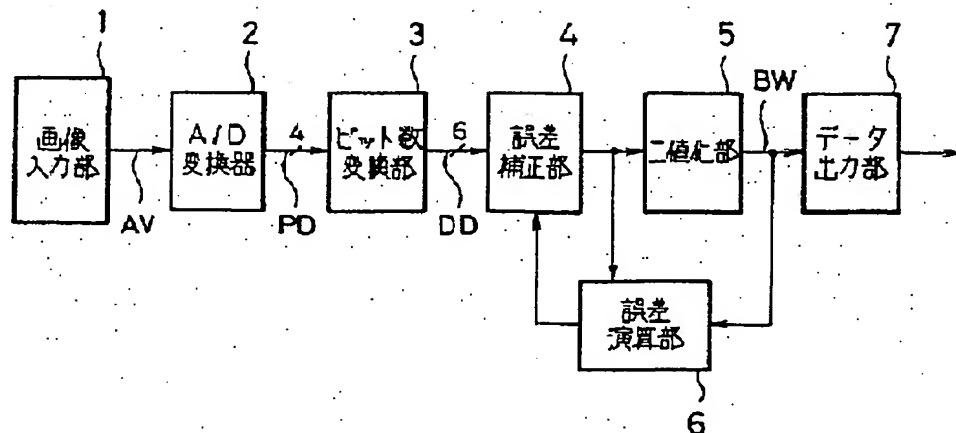 1
2
3
4
5
7
画像
入力部
A/D
変換器
ビット数
変換部
誤差
補正部
二値化部
データ
出力部
AV
4
PD
6
DD
BW
誤差
演算部
6